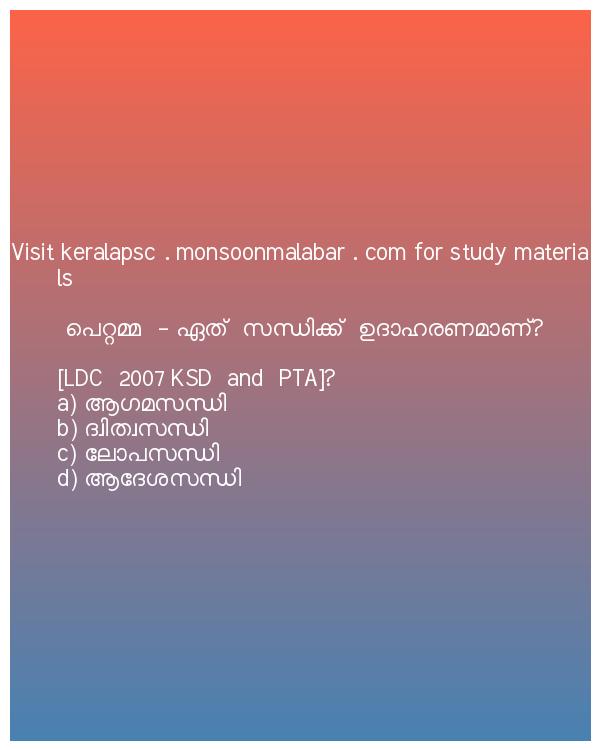 Visit keralapsc . monsoonmalabar . com for study materia
ls
പെറ്റമ്മ - ഏത് സന്ധിക്ക് ഉദാഹരണമാണ്?
[LDC 2007 KSD and PTA]?
a) ആഗമസന്ധി
b) ദ്വിത്വസന്ധി
c) ലോപസന്ധി
d) ആദേശസന്ധി